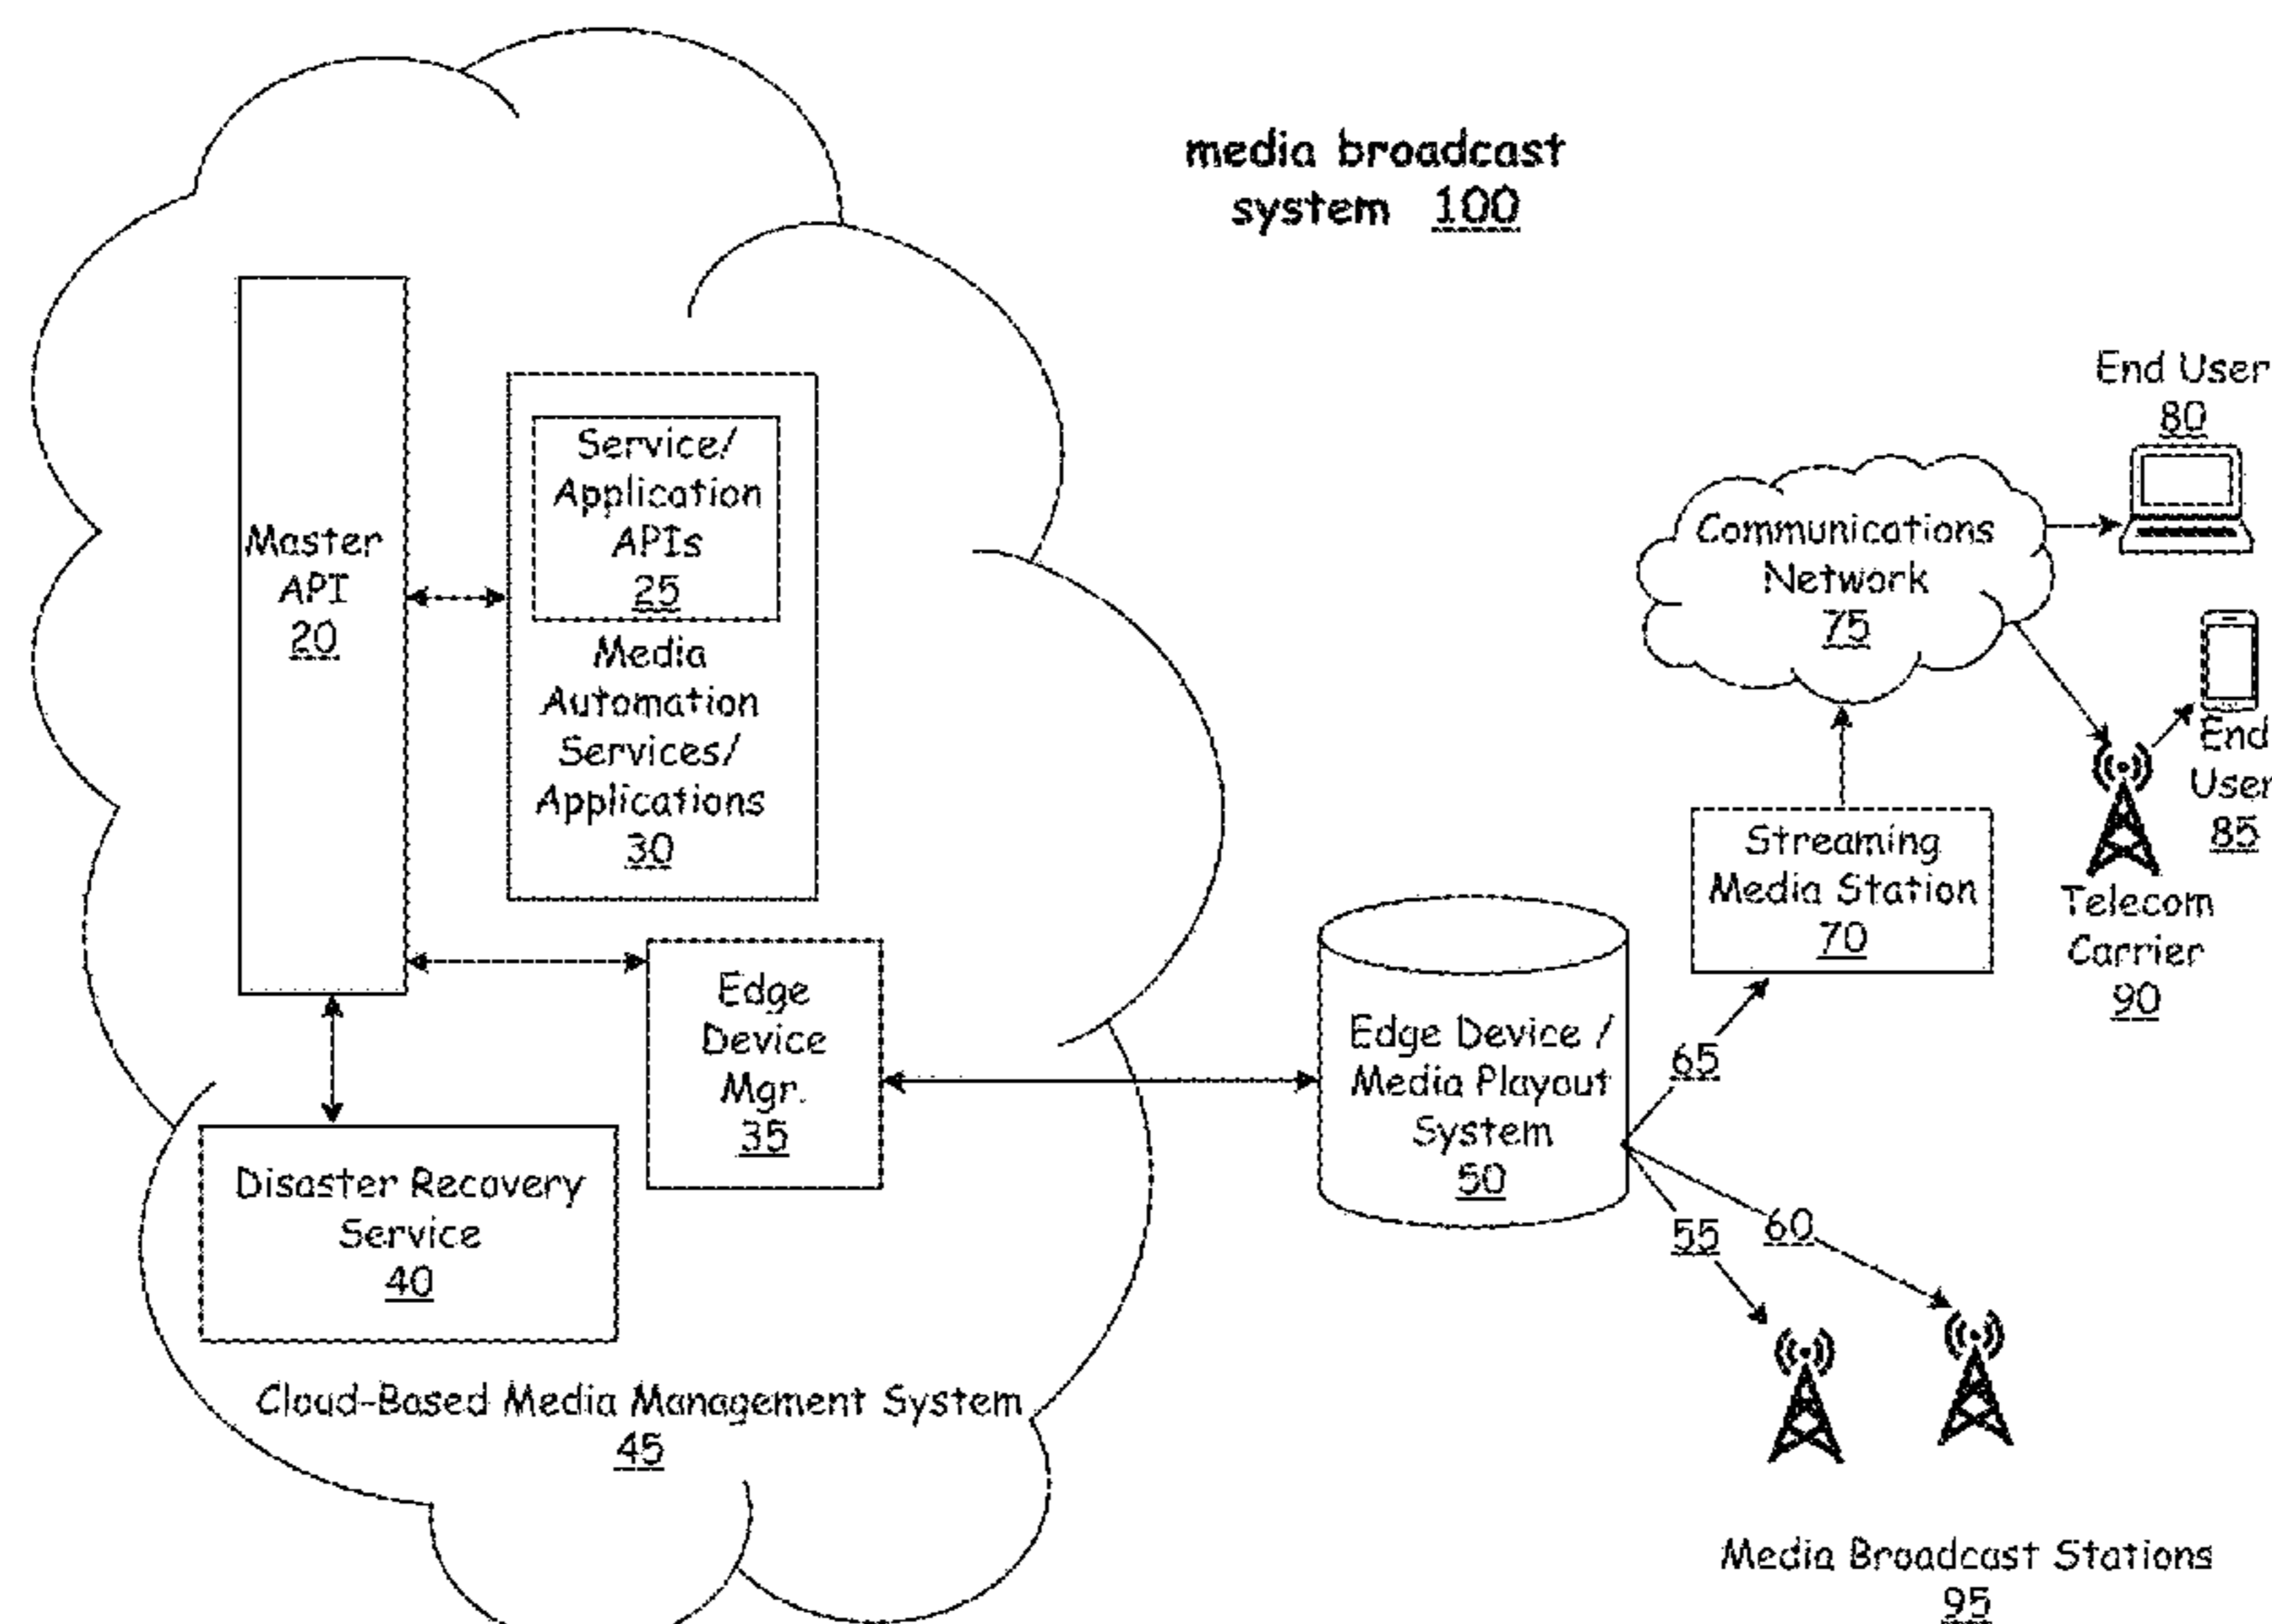 media broadcast
system 100
Master
API
20
Service/
Application
APIs
25
Media
Automation
Services/
Applications
30
Edge
Device
Mgr.
35
Disaster Recovery
Service
40
Cloud-Based Media Management System
45
Edge Device /
Media Playout
System
50
65
55
60
Streaming
Media Station
70
Communications
Network
75
End User
80
End
User
85
Telecom
Carrier
90
Media Broadcast Stations
95